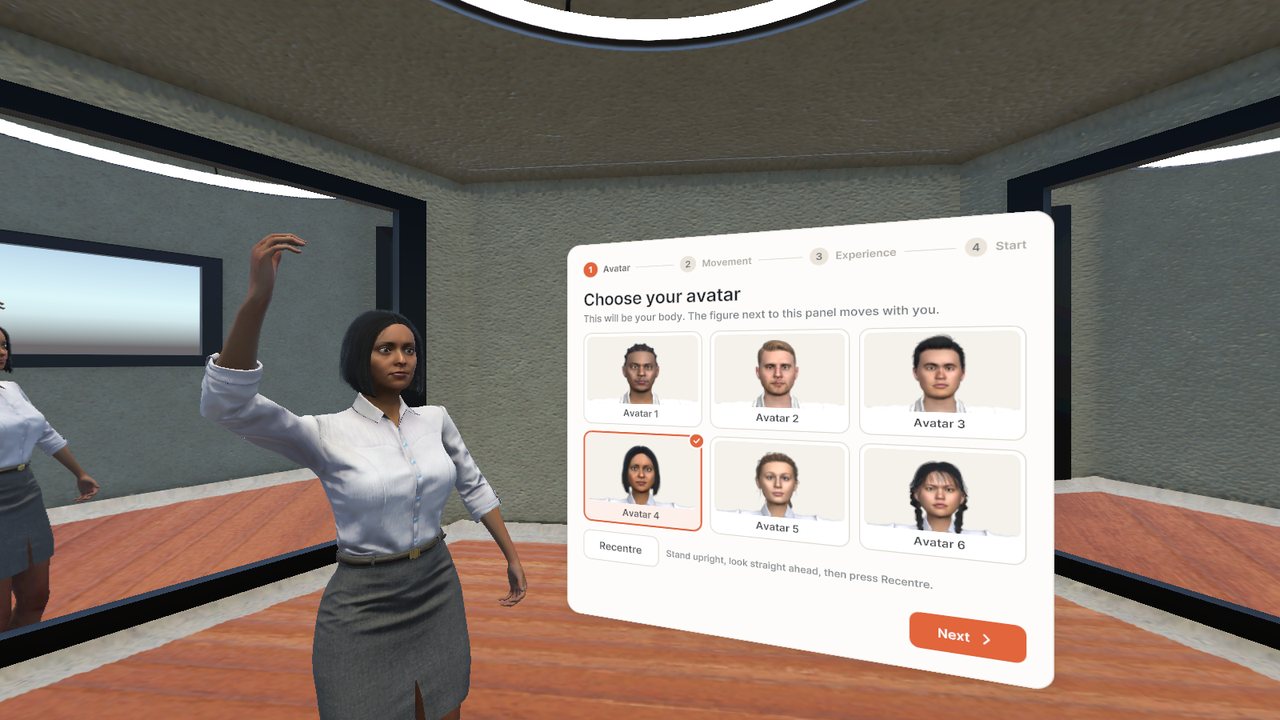 1 Avatar 2 Movement 3 Experience 4 Start
Choose your avatar
This will be your body. The figure next to this panel moves with you.
Avatar 1 Avatar 2 Avatar 3
Avatar 4 Avatar 5 Avatar 6
Recentre Stand upright, look straight ahead, then press Recentre.
Next